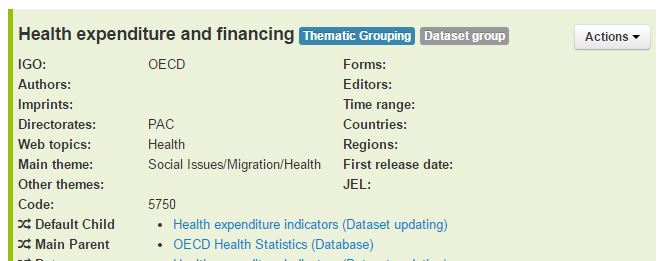 Health expenditure and financing Thematic Grouping Dataset group Actions
IGO: OECD Forms:
Authors: Editors:
Imprints: Time range:
Directorates: PAC Countries:
Web topics: Health Regions:
Main theme: Social Issues/Migration/Health First release date:
Other themes: JEL:
Code: 5750
Default Child • Health expenditure indicators (Dataset updating)
Main Parent • OECD Health Statistics (Database)